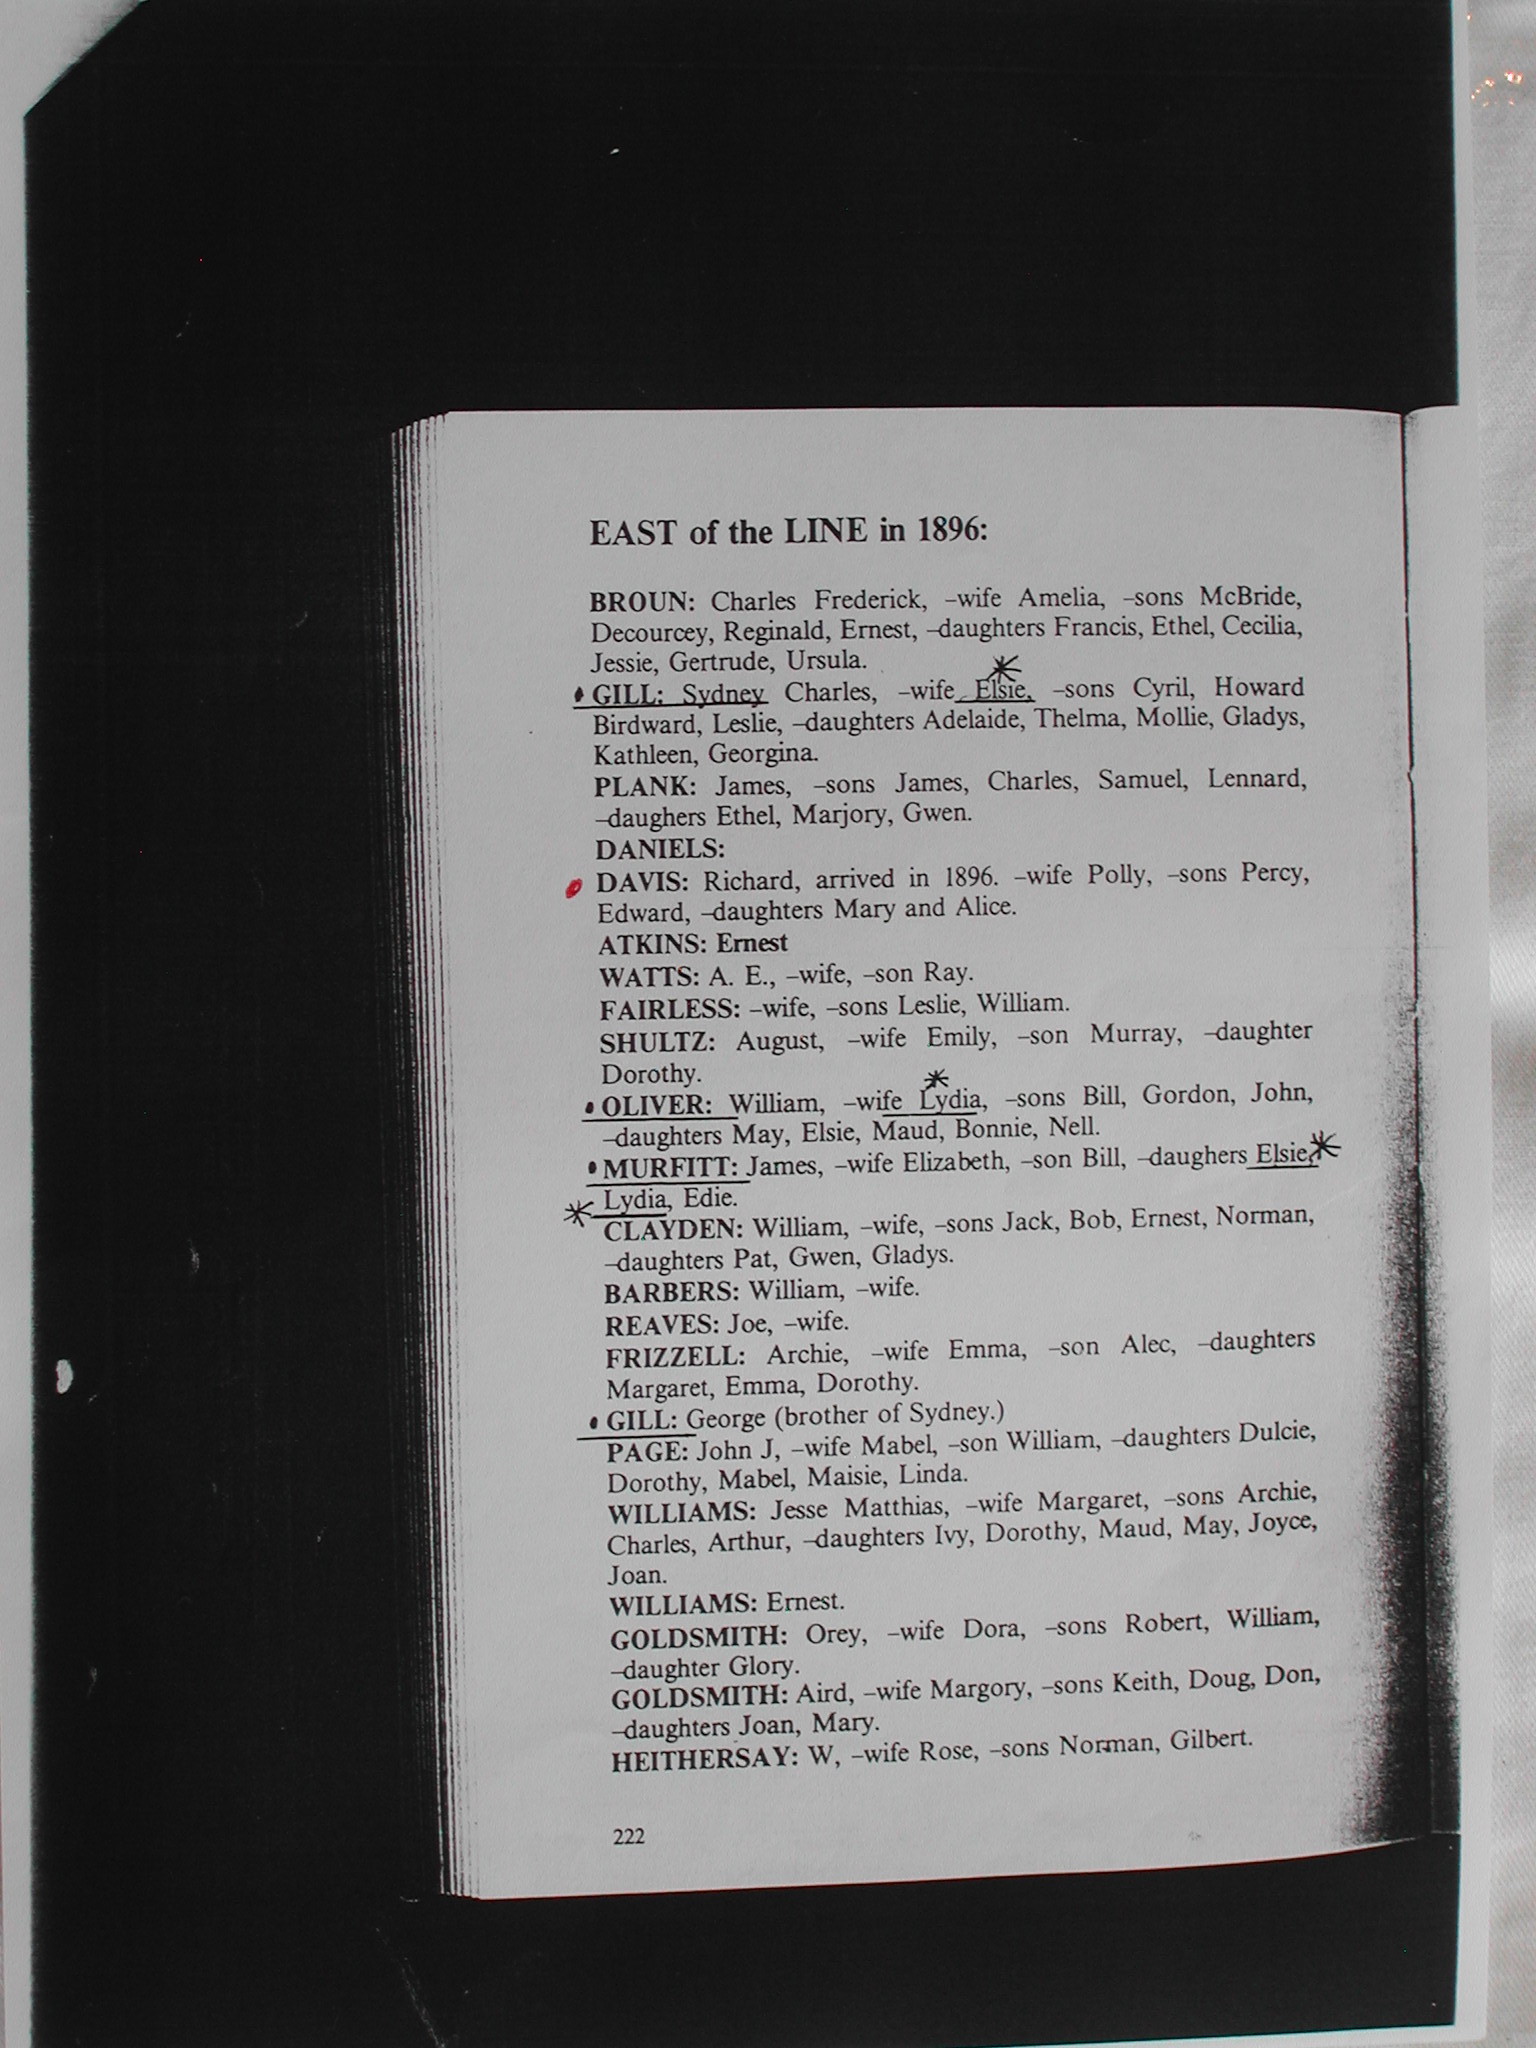 EAST of the LINE in 1896:
BROUN: Charles Frederick, –wife Amelia, –sons McBride,
Decourcey, Reginald, Ernest, –daughters Francis, Ethel, Cecilia,
Jessie, Gertrude, Ursula.
GILL: Sydney Charles, –wife Elsie, –sons Cyril, Howard
Birdward, Leslie, –daughters Adelaide, Thelma, Mollie, Gladys,
Kathleen, Georgina.
PLANK: James, –sons James, Charles, Samuel, Lennard,
–daughers Ethel, Marjory, Gwen.
DANIELS:
DAVIS: Richard, arrived in 1896. –wife Polly, –sons Percy,
Edward, –daughters Mary and Alice.
ATKINS: Ernest
WATTS: A. E., –wife, –son Ray.
FAIRLESS: –wife, –sons Leslie, William.
SHULTZ: August, –wife Emily, –son Murray, –daughter
Dorothy.
OLIVER: William, –wife Lydia, –sons Bill, Gordon, John,
–daughters May, Elsie, Maud, Bonnie, Nell.
MURFITT: James, –wife Elizabeth, –son Bill, –daughers Elsie,
Lydia, Edie.
CLAYDEN: William, –wife, –sons Jack, Bob, Ernest, Norman,
–daughters Pat, Gwen, Gladys.
BARBERS: William, –wife.
REAVES: Joe, –wife.
FRIZZELL: Archie, –wife Emma, –son Alec, –daughters
Margaret, Emma, Dorothy.
GILL: George (brother of Sydney.)
PAGE: John J, –wife Mabel, –son William, –daughters Dulcie,
Dorothy, Mabel, Maisie, Linda.
WILLIAMS: Jesse Matthias, –wife Margaret, –sons Archie,
Charles, Arthur, –daughters Ivy, Dorothy, Maud, May, Joyce,
Joan.
WILLIAMS: Ernest.
GOLDSMITH: Orey, –wife Dora, –sons Robert, William,
–daughter Glory.
GOLDSMITH: Aird, –wife Margory, –sons Keith, Doug, Don,
–daughters Joan, Mary.
HEITHERSAY: W, –wife Rose, –sons Norman, Gilbert.
222